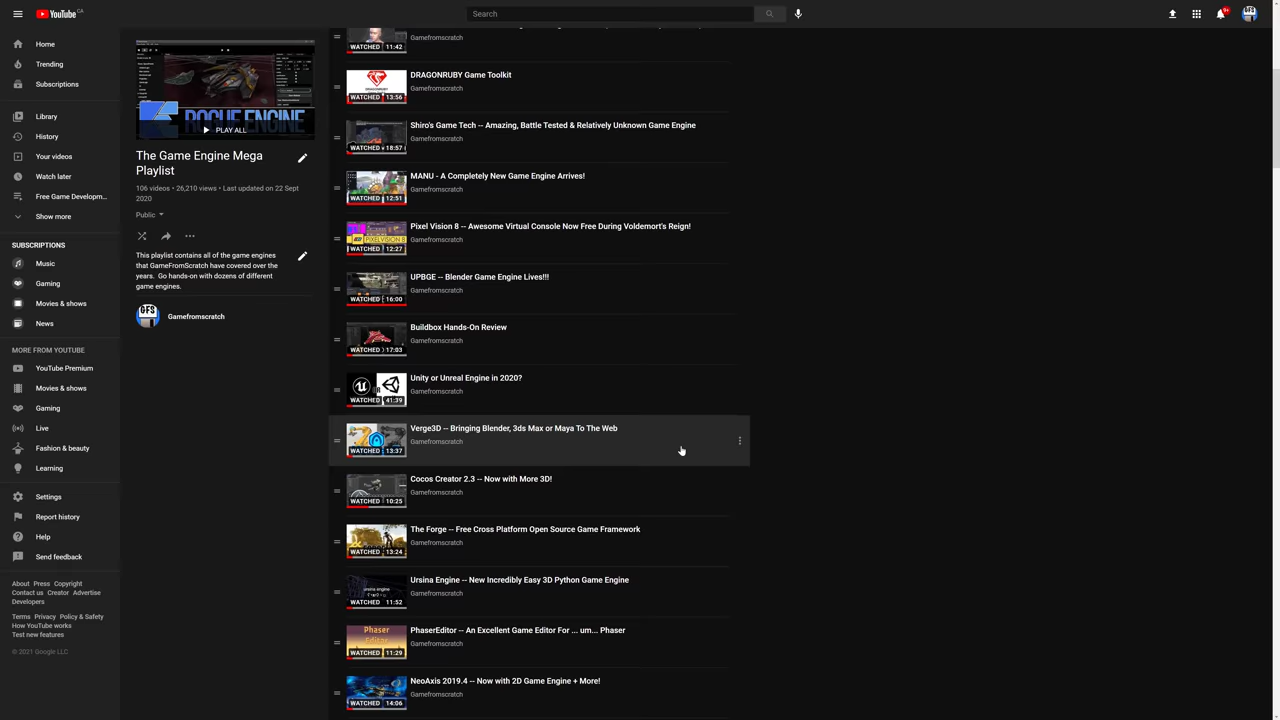 YouTube CA
Search
9+
Home
Trending
Subscriptions
Library
History
Your videos
Watch later
Free Game Developm...
Show more
SUBSCRIPTIONS
Music
Gaming
Movies & shows
News
MORE FROM YOUTUBE
YouTube Premium
Movies & shows
Gaming
Live
Fashion & beauty
Learning
Settings
Report history
Help
Send feedback
About Press Copyright
Contact us Creator Advertise
Developers
Terms Privacy Policy & Safety
How YouTube works
Test new features
© 2021 Google LLC
ROGUE ENGINE
PLAY ALL
The Game Engine Mega
Playlist
106 videos • 26,210 views • Last updated on 22 Sept
2020
Public
This playlist contains all of the game engines
that GameFromScratch have covered over the
years. Go hands-on with dozens of different
game engines.
GFS
Gamefromscratch
WATCHED 11:42
Gamefromscratch
DRAGONRUBY
WATCHED 13:56
DRAGONRUBY Game Toolkit
Gamefromscratch
WATCHED 18:57
Shiro's Game Tech -- Amazing, Battle Tested & Relatively Unknown Game Engine
Gamefromscratch
WATCHED 12:51
MANU - A Completely New Game Engine Arrives!
Gamefromscratch
PIXEL VISION 8
WATCHED 12:27
Pixel Vision 8 -- Awesome Virtual Console Now Free During Voldemort's Reign!
Gamefromscratch
WATCHED 16:00
UPBGE -- Blender Game Engine Lives!!!
Gamefromscratch
WATCHED 17:03
Buildbox Hands-On Review
Gamefromscratch
WATCHED 41:39
Unity or Unreal Engine in 2020?
Gamefromscratch
WATCHED 13:37
Verge3D -- Bringing Blender, 3ds Max or Maya To The Web
Gamefromscratch
WATCHED 10:25
Cocos Creator 2.3 -- Now with More 3D!
Gamefromscratch
WATCHED 13:24
The Forge -- Free Cross Platform Open Source Game Framework
Gamefromscratch
ursina engine
WATCHED 11:52
Ursina Engine -- New Incredibly Easy 3D Python Game Engine
Gamefromscratch
Phaser
Editor
WATCHED 11:29
PhaserEditor -- An Excellent Game Editor For ... um... Phaser
Gamefromscratch
WATCHED 14:06
NeoAxis 2019.4 -- Now with 2D Game Engine + More!
Gamefromscratch